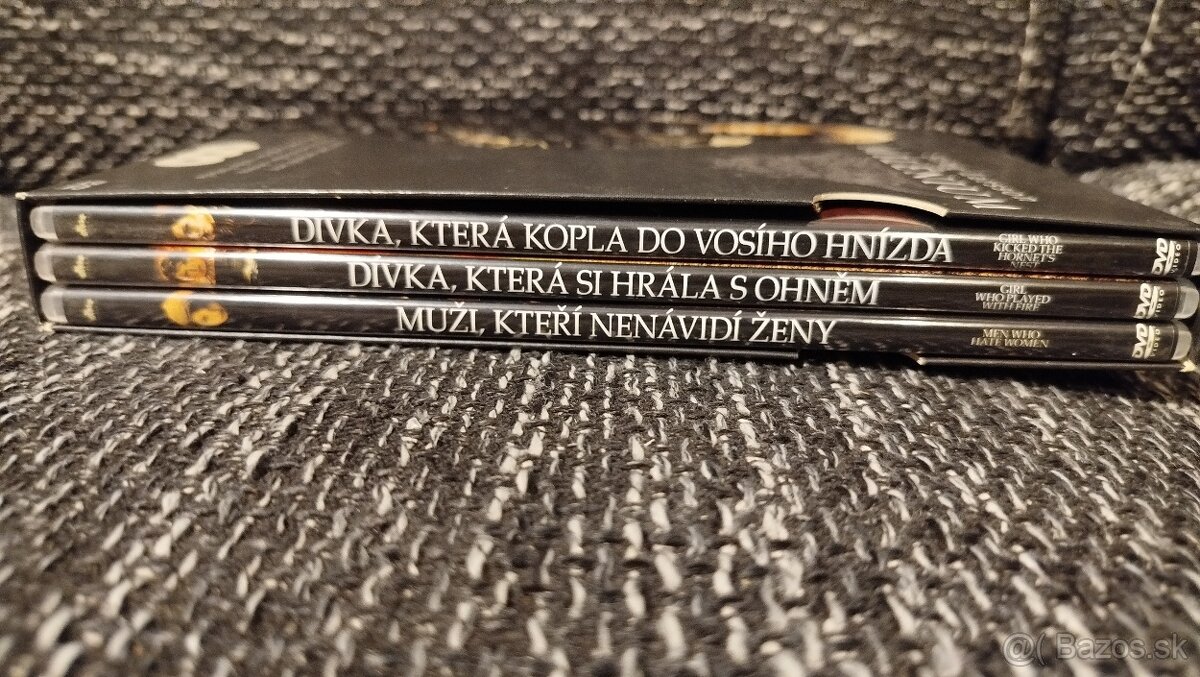 DÍVKA, KTERÁ KOPLA DO VOSÍHO HNÍZDA
GIRL WHO
KICKED THE
HORNET'S
NEST
DVD
VIDEO
DÍVKA, KTERÁ SI HRÁLA S OHNĚM
GIRL
WHO PLAYED
WITH FIRE
DVD
VIDEO
MUŽI, KTEŘÍ NENÁVIDÍ ŽENY
MEN WHO
HATE WOMEN
DVD
VIDEO
@( Bazos.sk